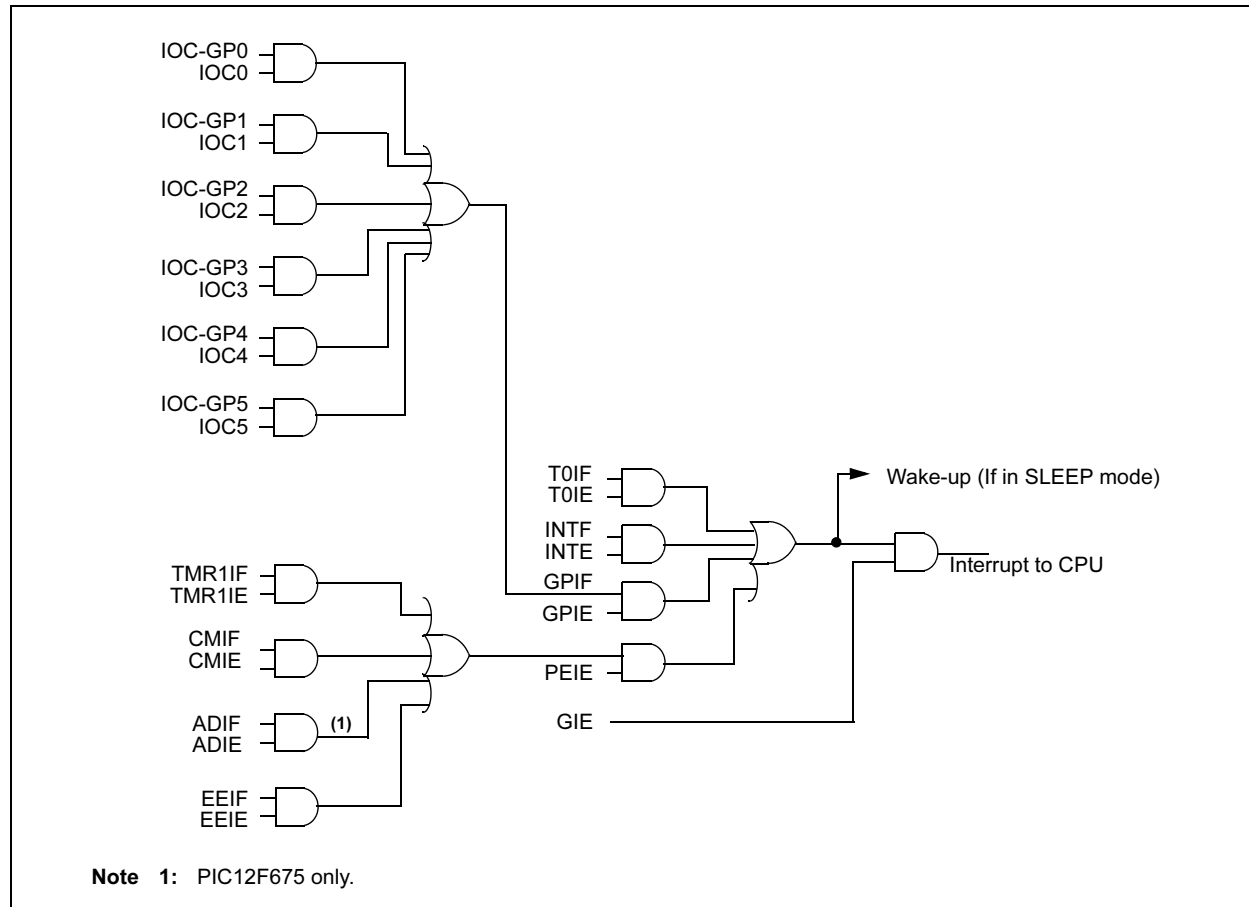 IOC-GP0
IOC0
IOC-GP1
IOC1
IOC-GP2
IOC2
IOC-GP3
IOC3
IOC-GP4
IOC4
IOC-GP5
IOC5
T0IF
T0IE
Wake-up (If in SLEEP mode)
INTF
INTE
Interrupt to CPU
GPIF
GPIE
TMR1IF
TMR1IE
CMIF
CMIE
PEIE
ADIF
ADIE
(1)
GIE
EEIF
EEIE
Note 1: PIC12F675 only.